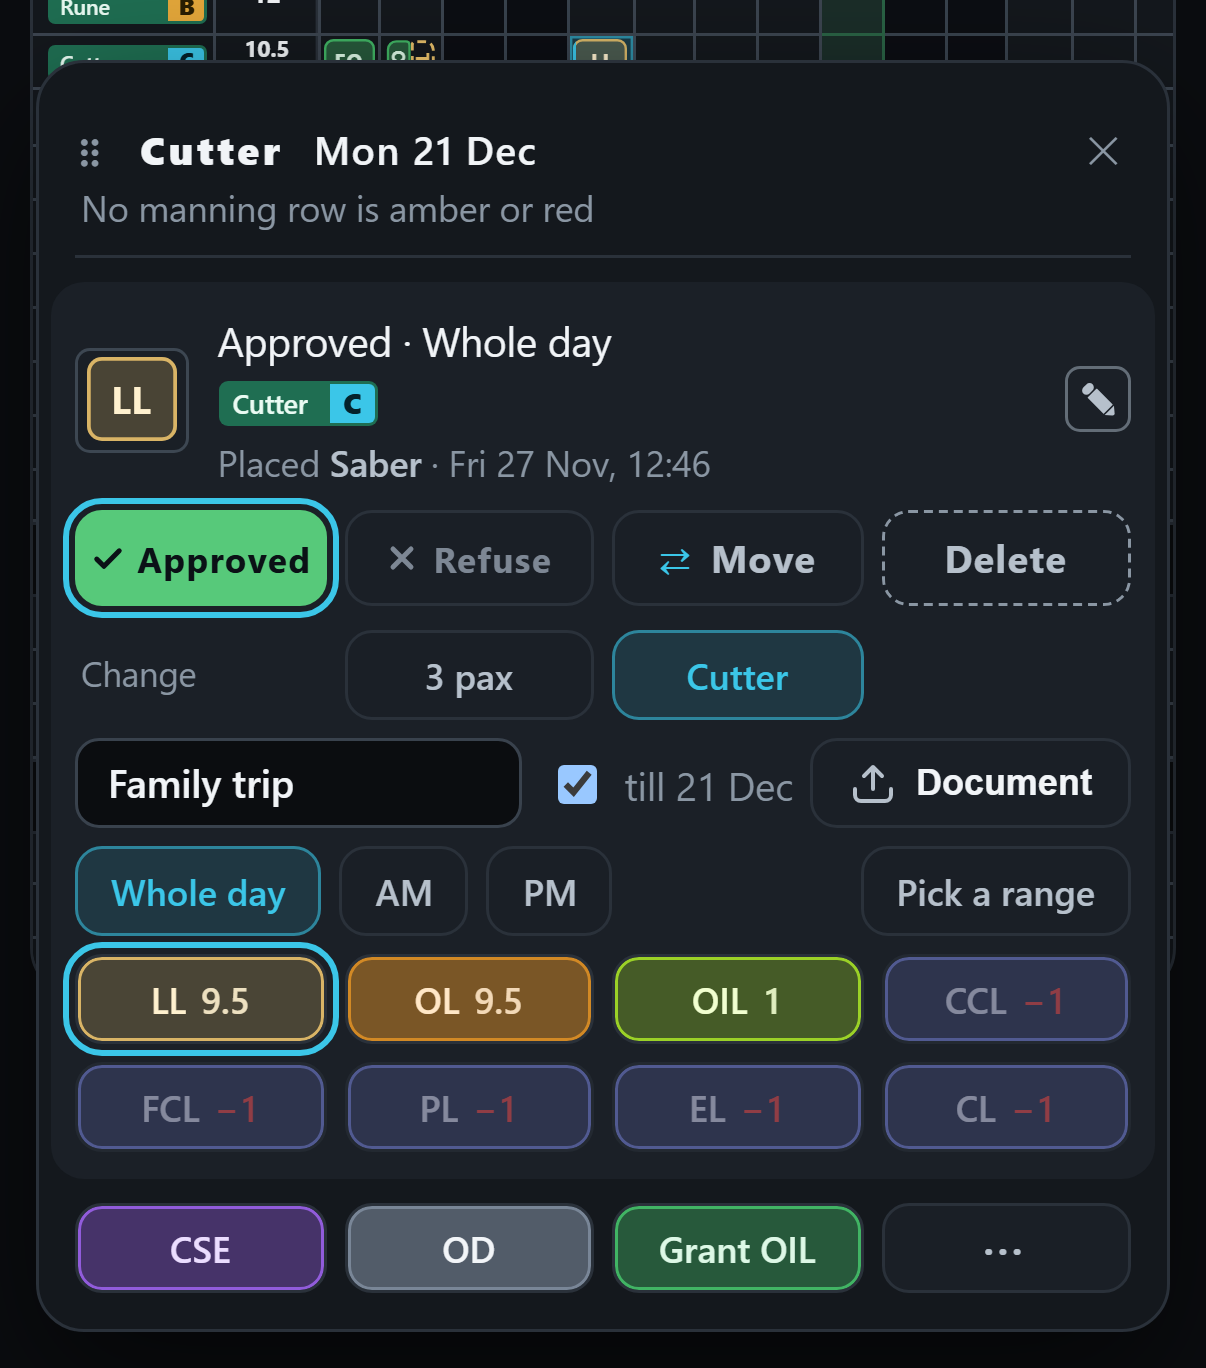 Rune B
10.5
Cutter Mon 21 Dec
No manning row is amber or red
LL
Approved · Whole day
Cutter C
Placed Saber · Fri 27 Nov, 12:46
Approved
Refuse
Move
Delete
Change
3 pax
Cutter
Family trip
till 21 Dec
Document
Whole day
AM
PM
Pick a range
LL 9.5
OL 9.5
OIL 1
CCL −1
FCL −1
PL −1
EL −1
CL −1
CSE
OD
Grant OIL
...